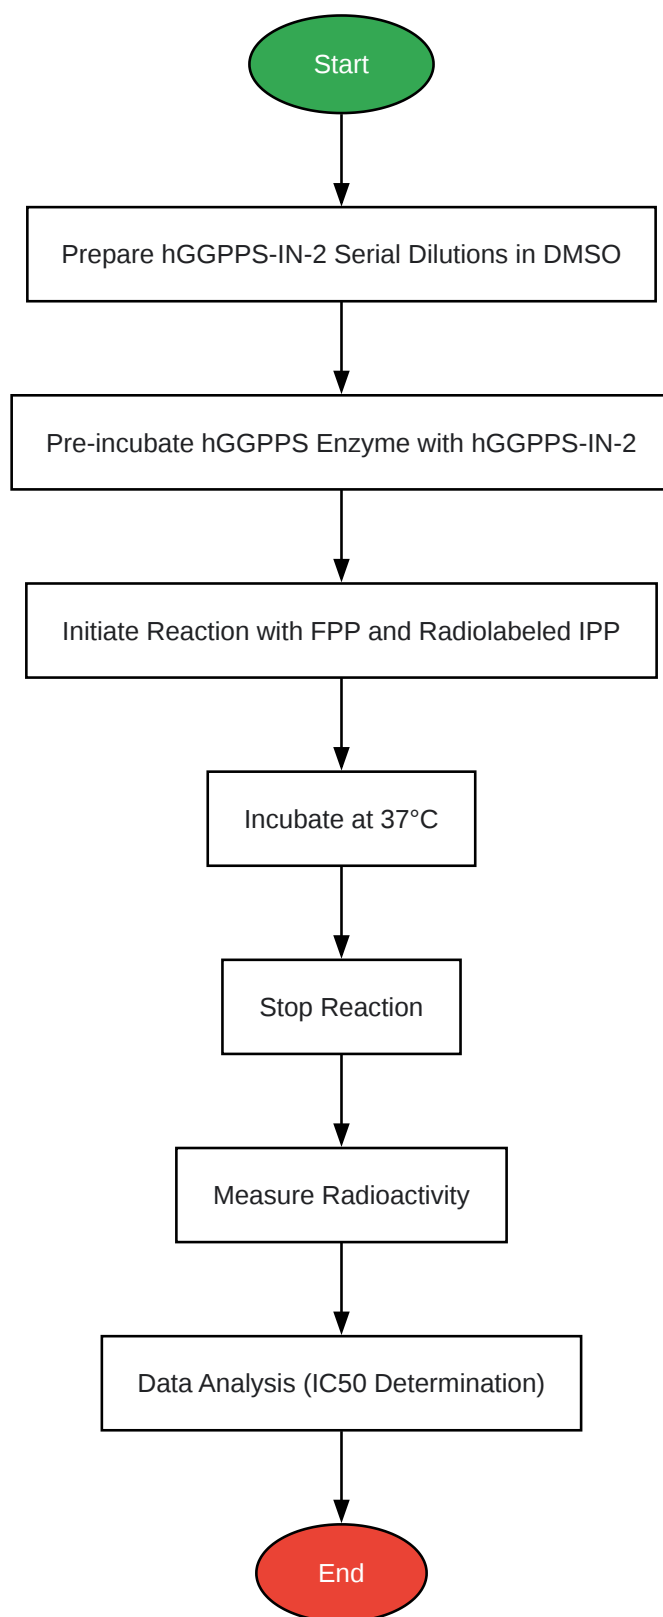 Start
Prepare hGGPPS-IN-2 Serial Dilutions in DMSO
Pre-incubate hGGPPS Enzyme with hGGPPS-IN-2
Initiate Reaction with FPP and Radiolabeled IPP
Incubate at 37°C
Stop Reaction
Measure Radioactivity
Data Analysis (IC50 Determination)
End